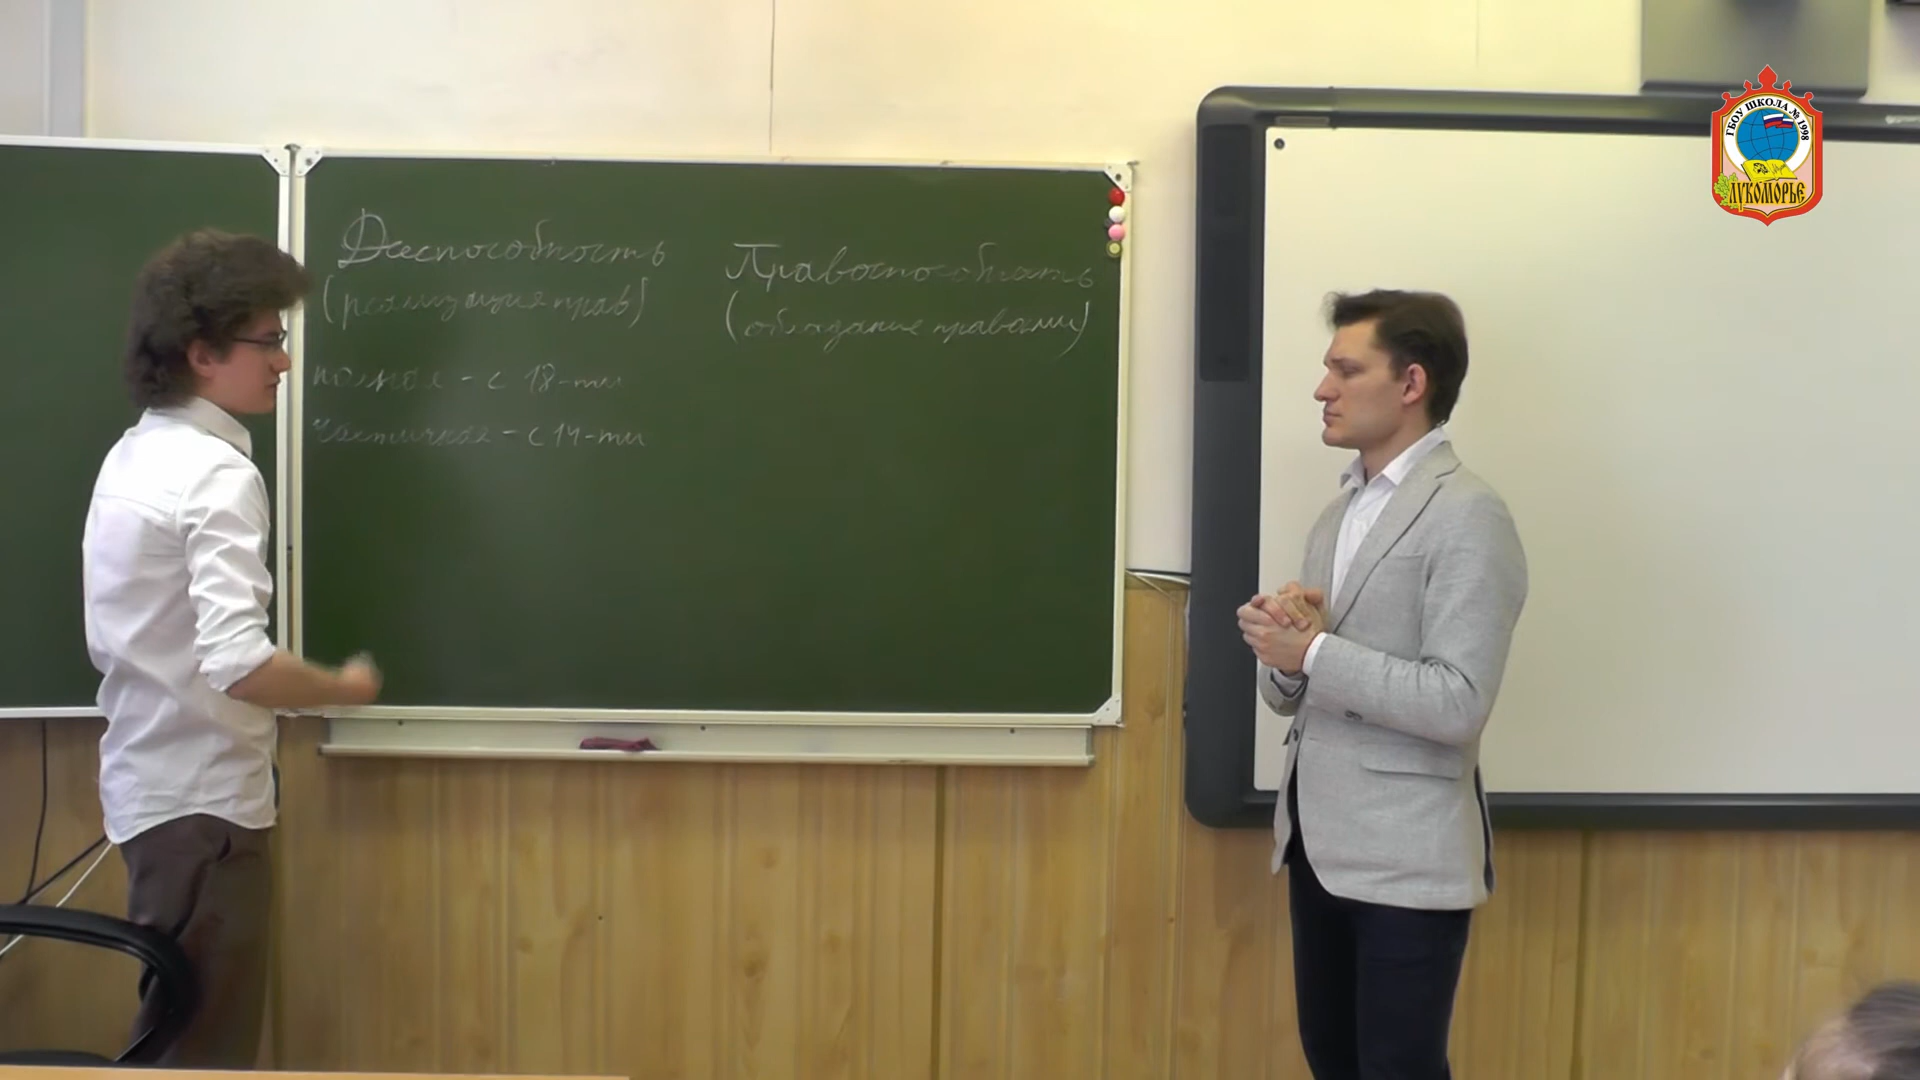 Дееспособность
(реализация прав)
полная - с 18-ти
частичная - с 14-ти
Правоспособность
(обладание правами)
ГБОУ ШКОЛА № 1998
ЛУКОМОРЬЕ